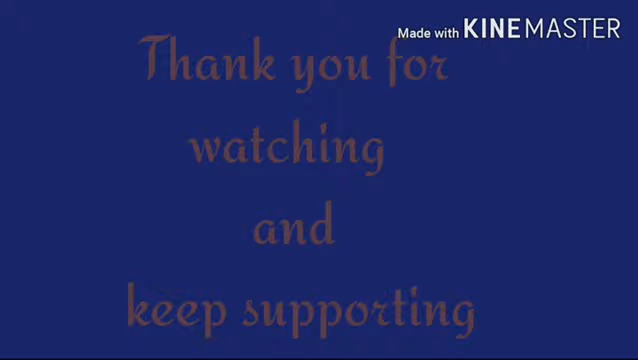 Made with KINEMASTER
Thank you for
watching
and
keep supporting